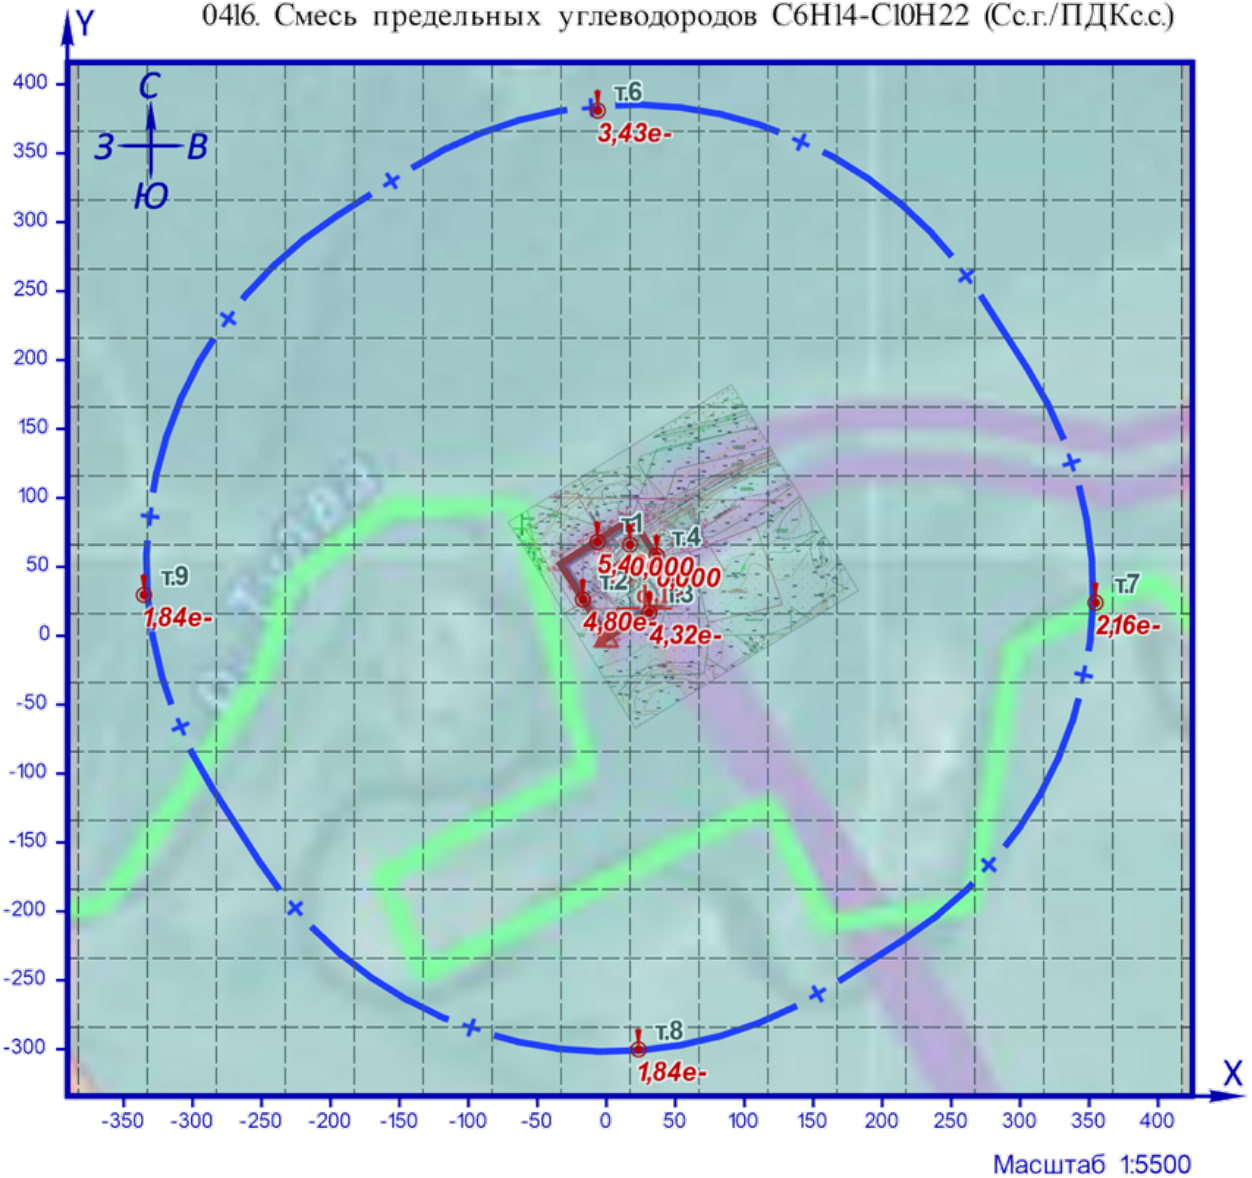 0416. Смесь предельных углеводородов C6H14-C10H22 (Сс.г./ПДКс.с.)
Y
400
350
300
250
200
150
100
50
0
-50
-100
-150
-200
-250
-300
С
З В
Ю
т.6
3,43е-
т.1
т.4
5,40,000
0,000
т.2
т.3
4,80е-
4,32е-
т.9
1,84е-
т.7
2,16е-
т.8
1,84е-
X
-350 -300 -250 -200 -150 -100 -50 0 50 100 150 200 250 300 350 400
Масштаб 1:5500